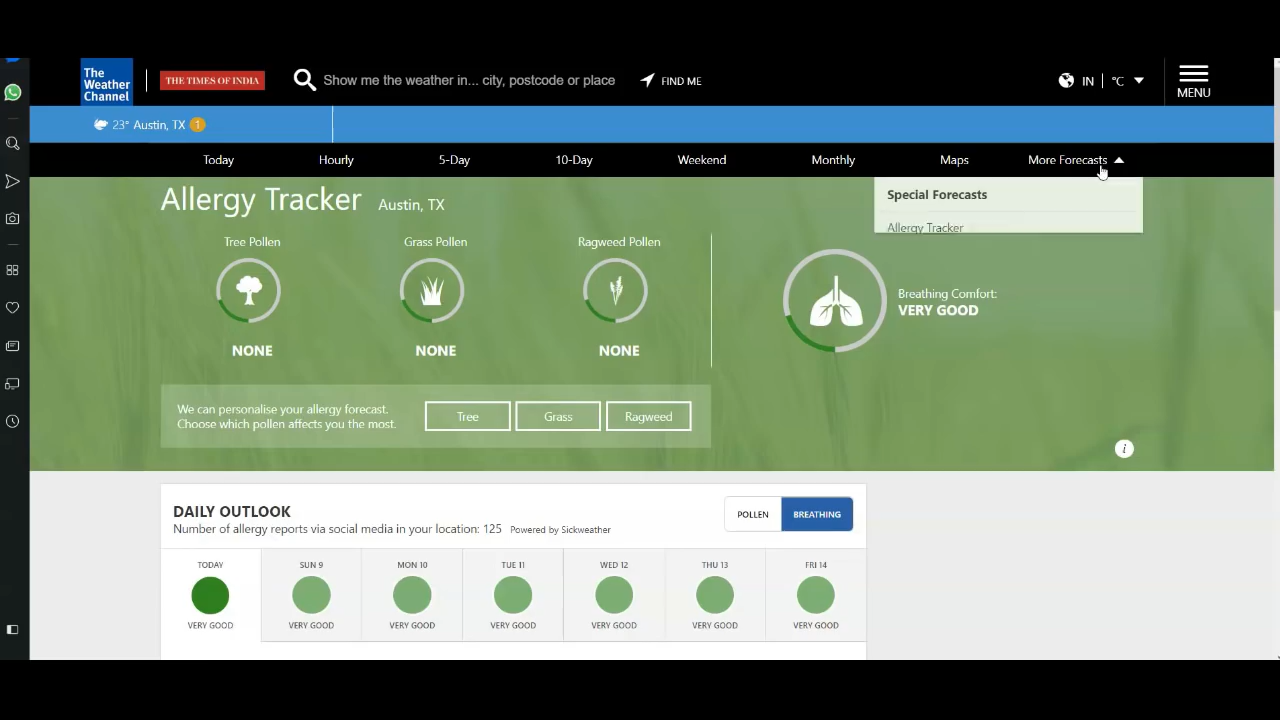 The
Weather
Channel
THE TIMES OF INDIA
Show me the weather in... city, postcode or place
FIND ME
IN
°C
MENU
23° Austin, TX 1
Today
Hourly
5-Day
10-Day
Weekend
Monthly
Maps
More Forecasts
Special Forecasts
Allergy Tracker
Allergy Tracker Austin, TX
Tree Pollen
Grass Pollen
Ragweed Pollen
NONE
NONE
NONE
Breathing Comfort:
VERY GOOD
We can personalise your allergy forecast.
Choose which pollen affects you the most.
Tree
Grass
Ragweed
i
DAILY OUTLOOK
Number of allergy reports via social media in your location: 125 Powered by Sickweather
POLLEN
BREATHING
TODAY
SUN 9
MON 10
TUE 11
WED 12
THU 13
FRI 14
VERY GOOD
VERY GOOD
VERY GOOD
VERY GOOD
VERY GOOD
VERY GOOD
VERY GOOD